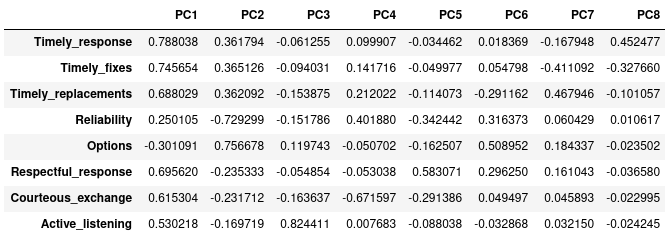 PC1 PC2 PC3 PC4 PC5 PC6 PC7 PC8
Timely_response 0.788038 0.361794 -0.061255 0.099907 -0.034462 0.018369 -0.167948 0.452477
Timely_fixes 0.745654 0.365126 -0.094031 0.141716 -0.049977 0.054798 -0.411092 -0.327660
Timely_replacements 0.688029 0.362092 -0.153875 0.212022 -0.114073 -0.291162 0.467946 -0.101057
Reliability 0.250105 -0.729299 -0.151786 0.401880 -0.342442 0.316373 0.060429 0.010617
Options -0.301091 0.756678 0.119743 -0.050702 -0.162507 0.508952 0.184337 -0.023502
Respectful_response 0.695620 -0.235333 -0.054854 -0.053038 0.583071 0.296250 0.161043 -0.036580
Courteous_exchange 0.615304 -0.231712 -0.163637 -0.671597 -0.291386 0.049497 0.045893 -0.022995
Active_listening 0.530218 -0.169719 0.824411 0.007683 -0.088038 -0.032868 0.032150 -0.024245